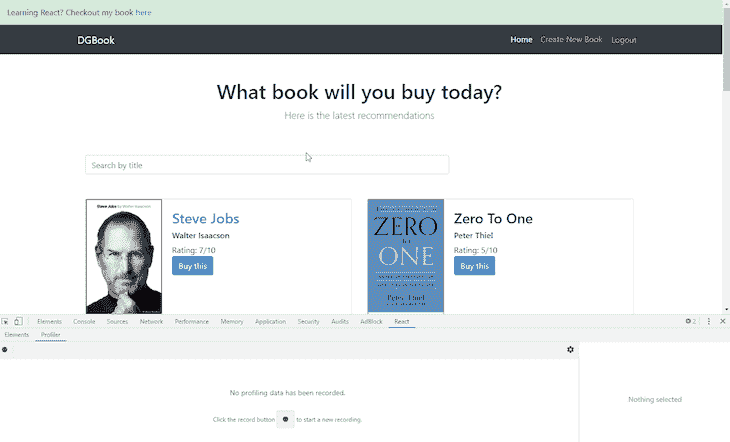 Learning React? Checkout my book here
DGBook Home Create New Book Logout
What book will you buy today?
Here is the latest recommendations
Search by title
Steve Jobs by Walter Isaacson
Steve Jobs
Walter Isaacson
Rating: 7/10
Buy this
ZERO
TO
ONE
Peter Thiel
Zero To One
Peter Thiel
Rating: 5/10
Buy this
Elements Console Sources Network Performance Memory Application Security Audits AdBlock React 2
Elements Profiler
No profiling data has been recorded.
Click the record button to start a new recording.
Nothing selected